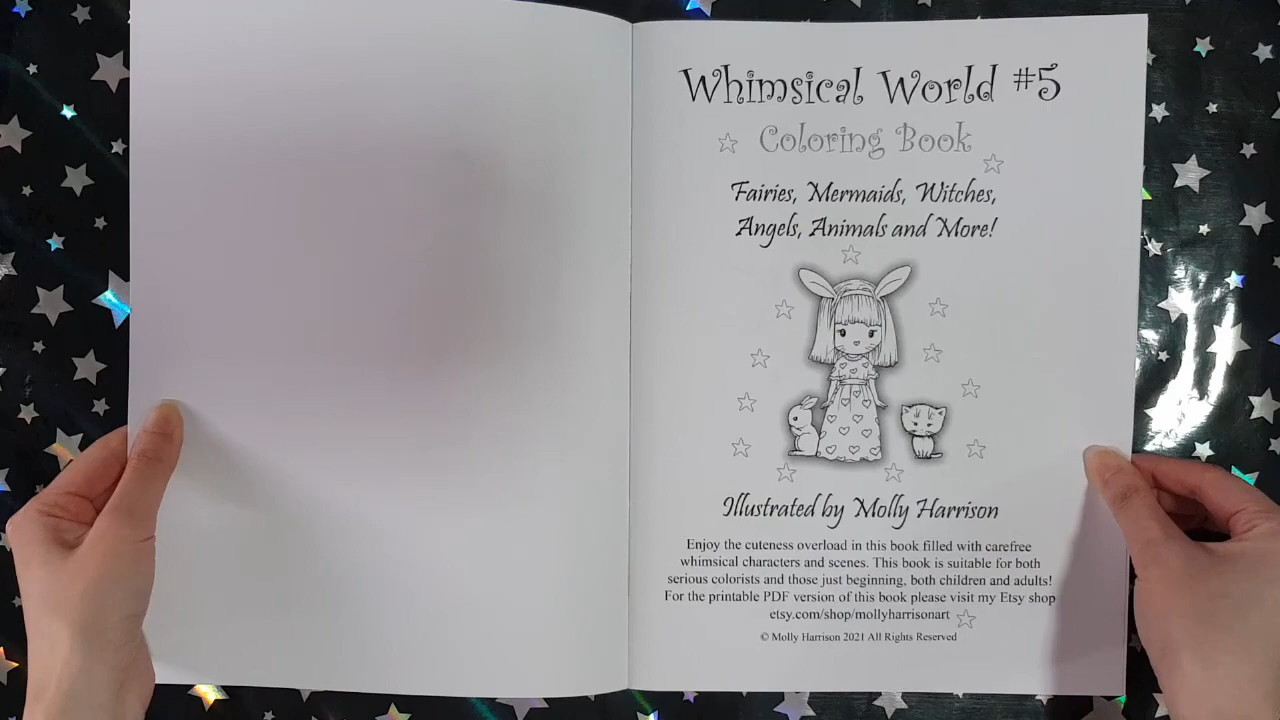 Whimsical World #5
Coloring Book
Fairies, Mermaids, Witches,
Angels, Animals and More!
Illustrated by Molly Harrison
Enjoy the cuteness overload in this book filled with carefree
whimsical characters and scenes. This book is suitable for both
serious colorists and those just beginning, both children and adults!
For the printable PDF version of this book please visit my Etsy shop
etsy.com/shop/mollyharrisonart
© Molly Harrison 2021 All Rights Reserved